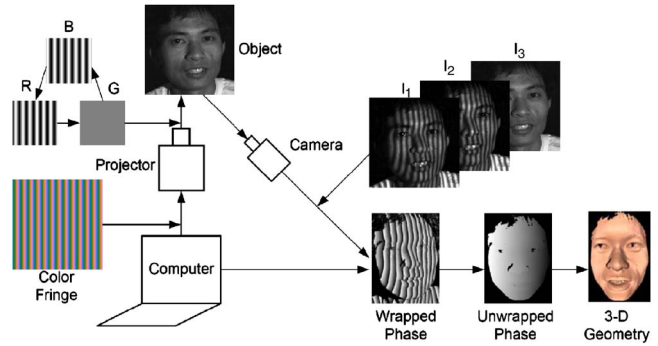 B
R
G
Object
I1
I2
I3
Camera
Projector
Color
Fringe
Computer
Wrapped
Phase
Unwrapped
Phase
3-D
Geometry